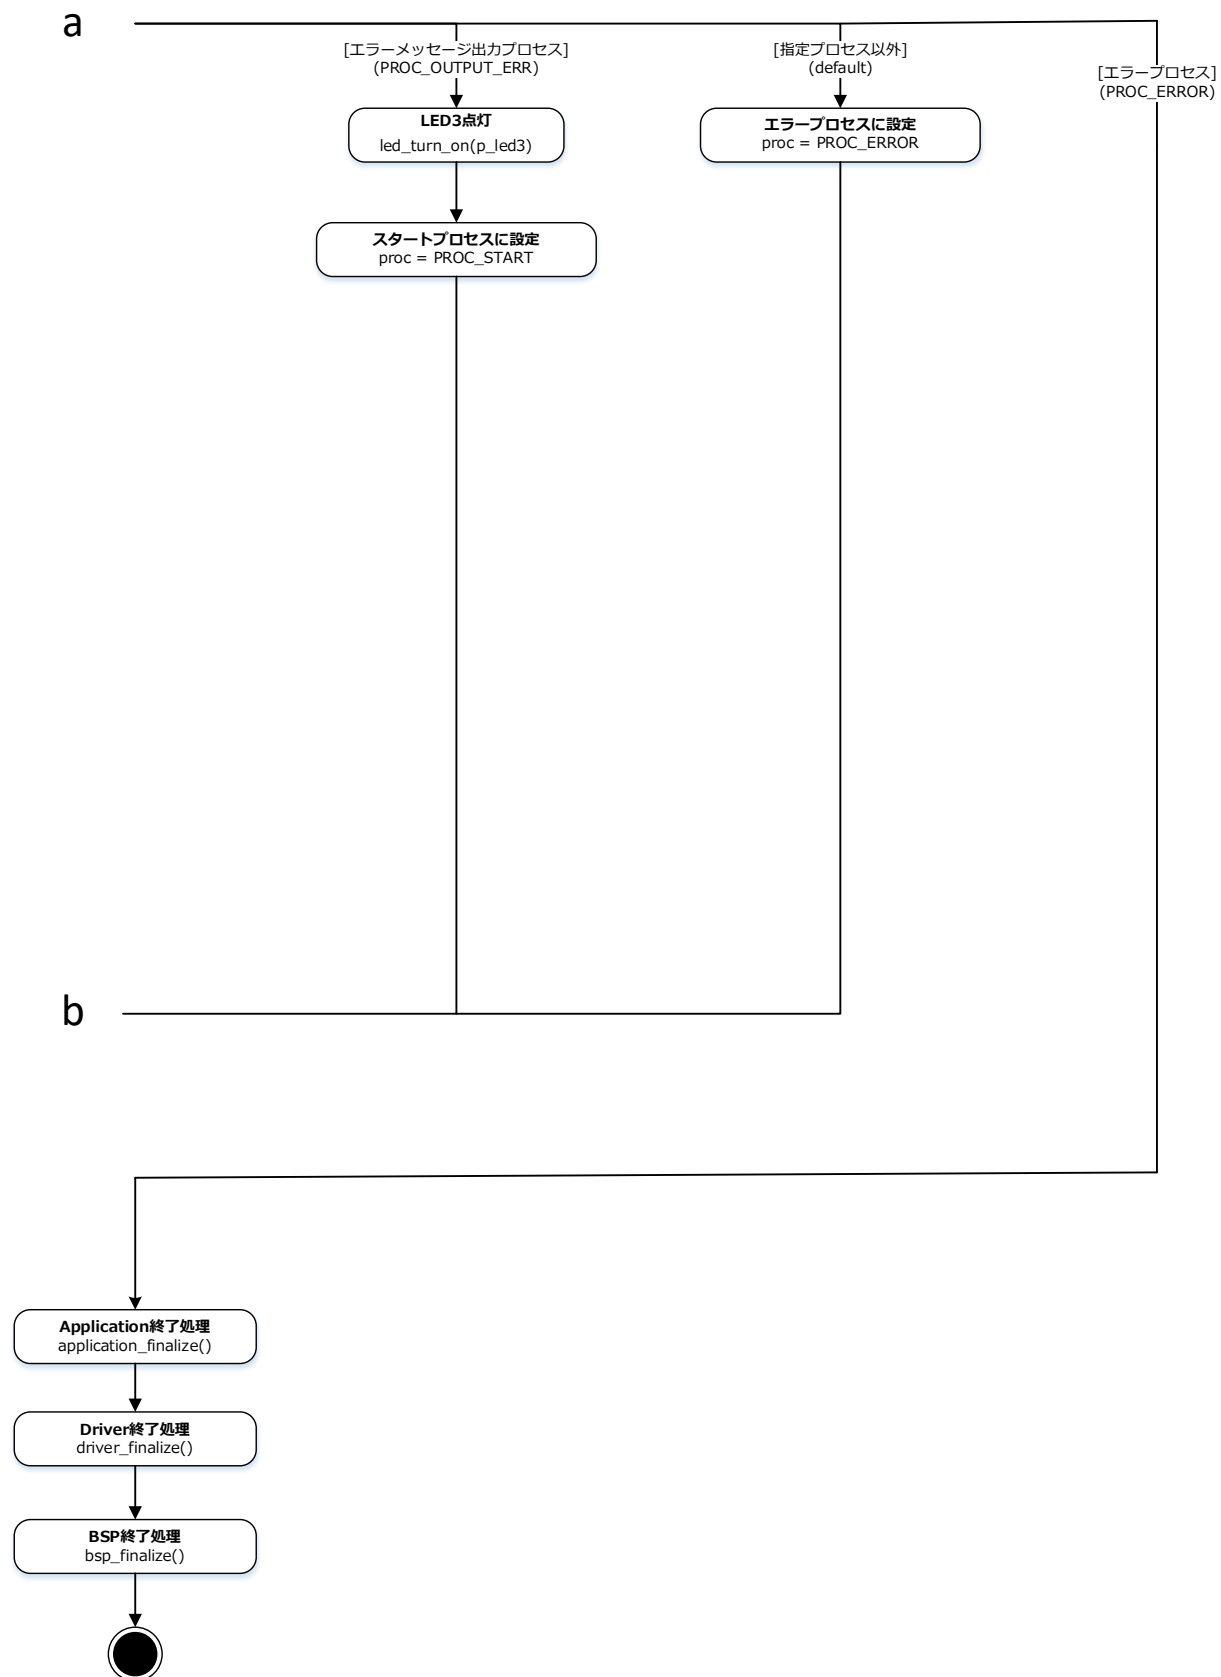 a
[エラーメッセージ出力プロセス]
(PROC_OUTPUT_ERR)
[指定プロセス以外]
(default)
[エラープロセス]
(PROC_ERROR)
LED3点灯
led_turn_on(p_led3)
エラープロセスに設定
proc = PROC_ERROR
スタートプロセスに設定
proc = PROC_START
b
Application終了処理
application_finalize()
Driver終了処理
driver_finalize()
BSP終了処理
bsp_finalize()